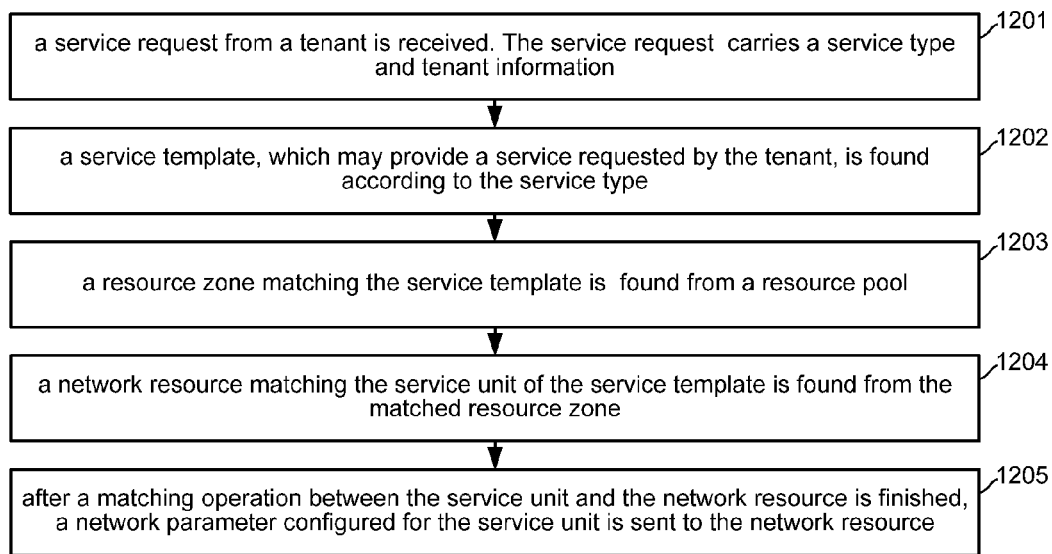 1201
a service request from a tenant is received. The service request carries a service type
and tenant information
1202
a service template, which may provide a service requested by the tenant, is found
according to the service type
1203
a resource zone matching the service template is found from a resource pool
1204
a network resource matching the service unit of the service template is found from the
matched resource zone
1205
after a matching operation between the service unit and the network resource is finished,
a network parameter configured for the service unit is sent to the network resource